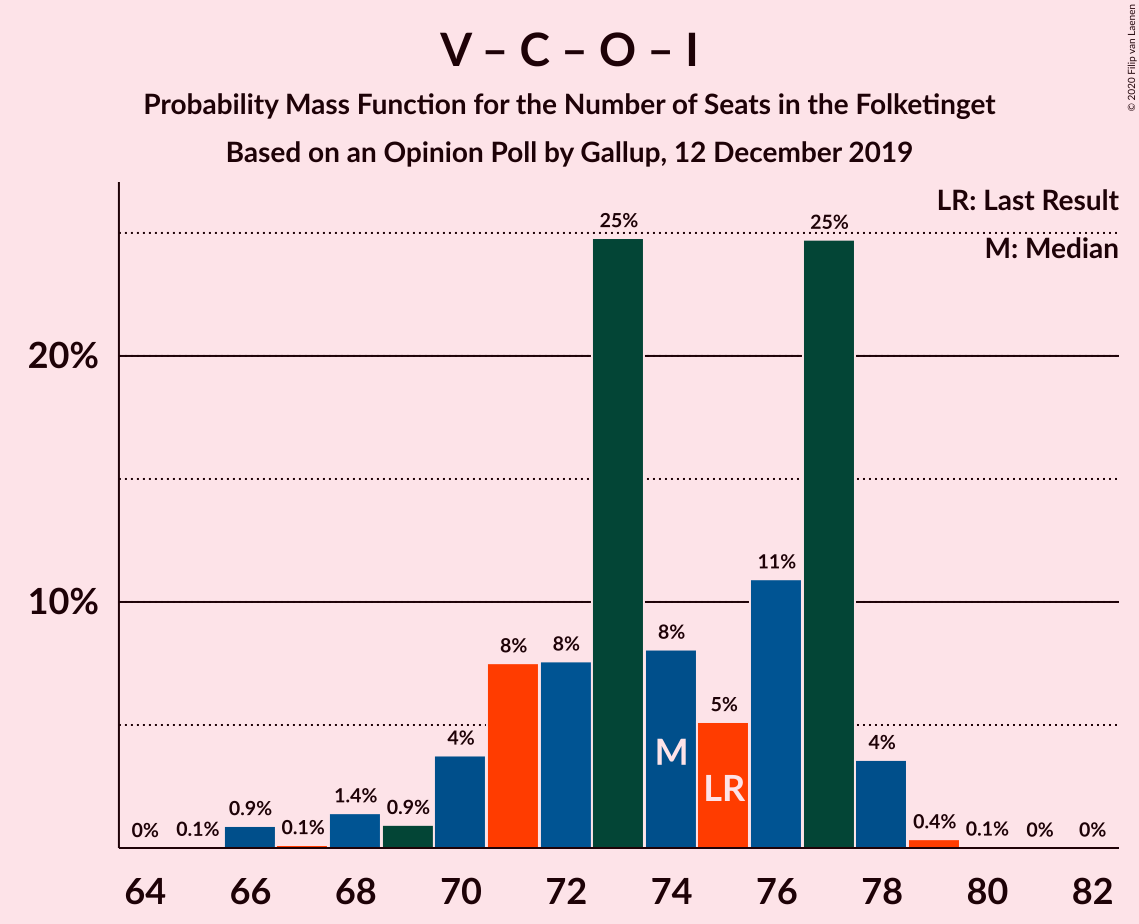 V – C – O – I
Probability Mass Function for the Number of Seats in the Folketinget
Based on an Opinion Poll by Gallup, 12 December 2019
© 2020 Filip van Laenen
LR: Last Result
M: Median
20%
10%
0%
0.1%
0.9%
0.1%
1.4%
0.9%
4%
8%
8%
25%
8%
5%
11%
25%
4%
0.4%
0.1%
0%
0%
M
LR
64 66 68 70 72 74 76 78 80 82